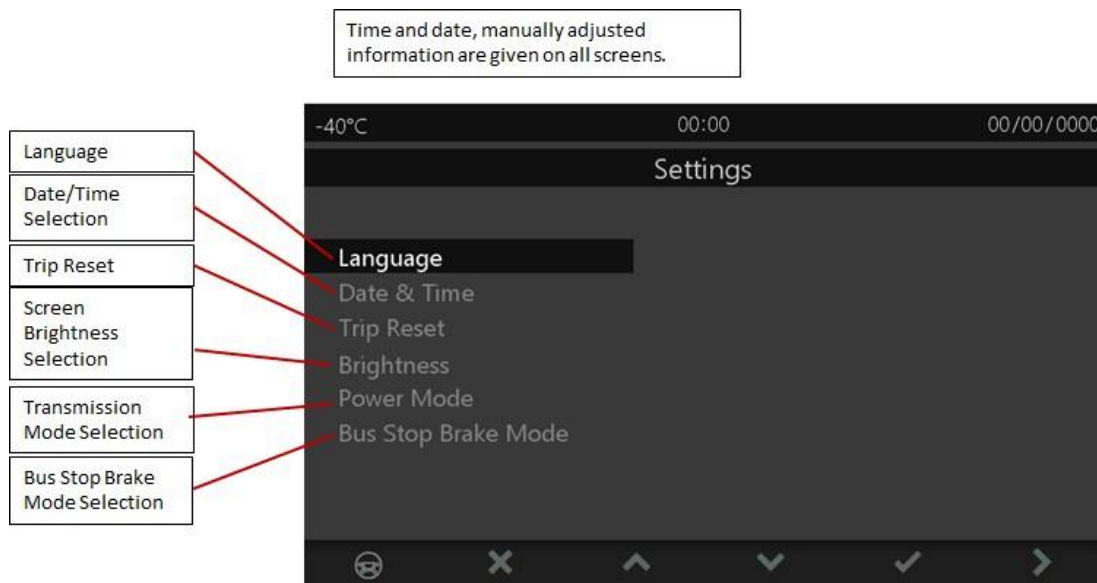 Time and date, manually adjusted
information are given on all screens.
-40°C 00:00 00/00/0000
Settings
Language
Date/Time
Selection
Trip Reset
Screen
Brightness
Selection
Transmission
Mode Selection
Bus Stop Brake
Mode Selection
Language
Date & Time
Trip Reset
Brightness
Power Mode
Bus Stop Brake Mode